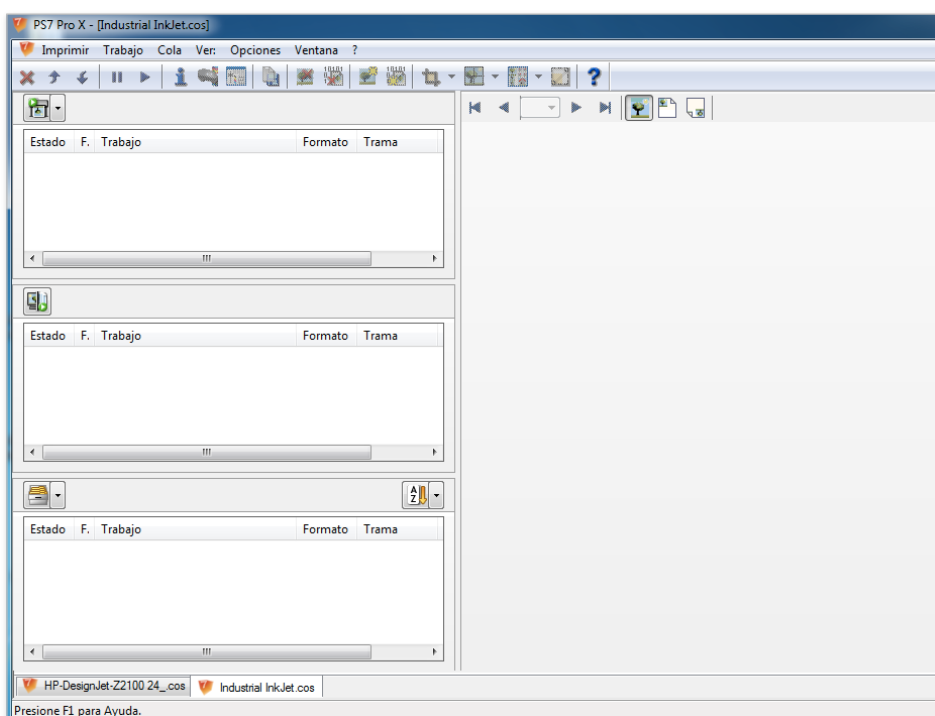 PS7 Pro X - [Industrial InkJet.cos]
Imprimir Trabajo Cola Ver: Opciones Ventana ?
Estado F. Trabajo Formato Trama
Estado F. Trabajo Formato Trama
A
Z
Estado F. Trabajo Formato Trama
HP-DesignJet-Z2100 24_.cos Industrial InkJet.cos
Presione F1 para Ayuda.